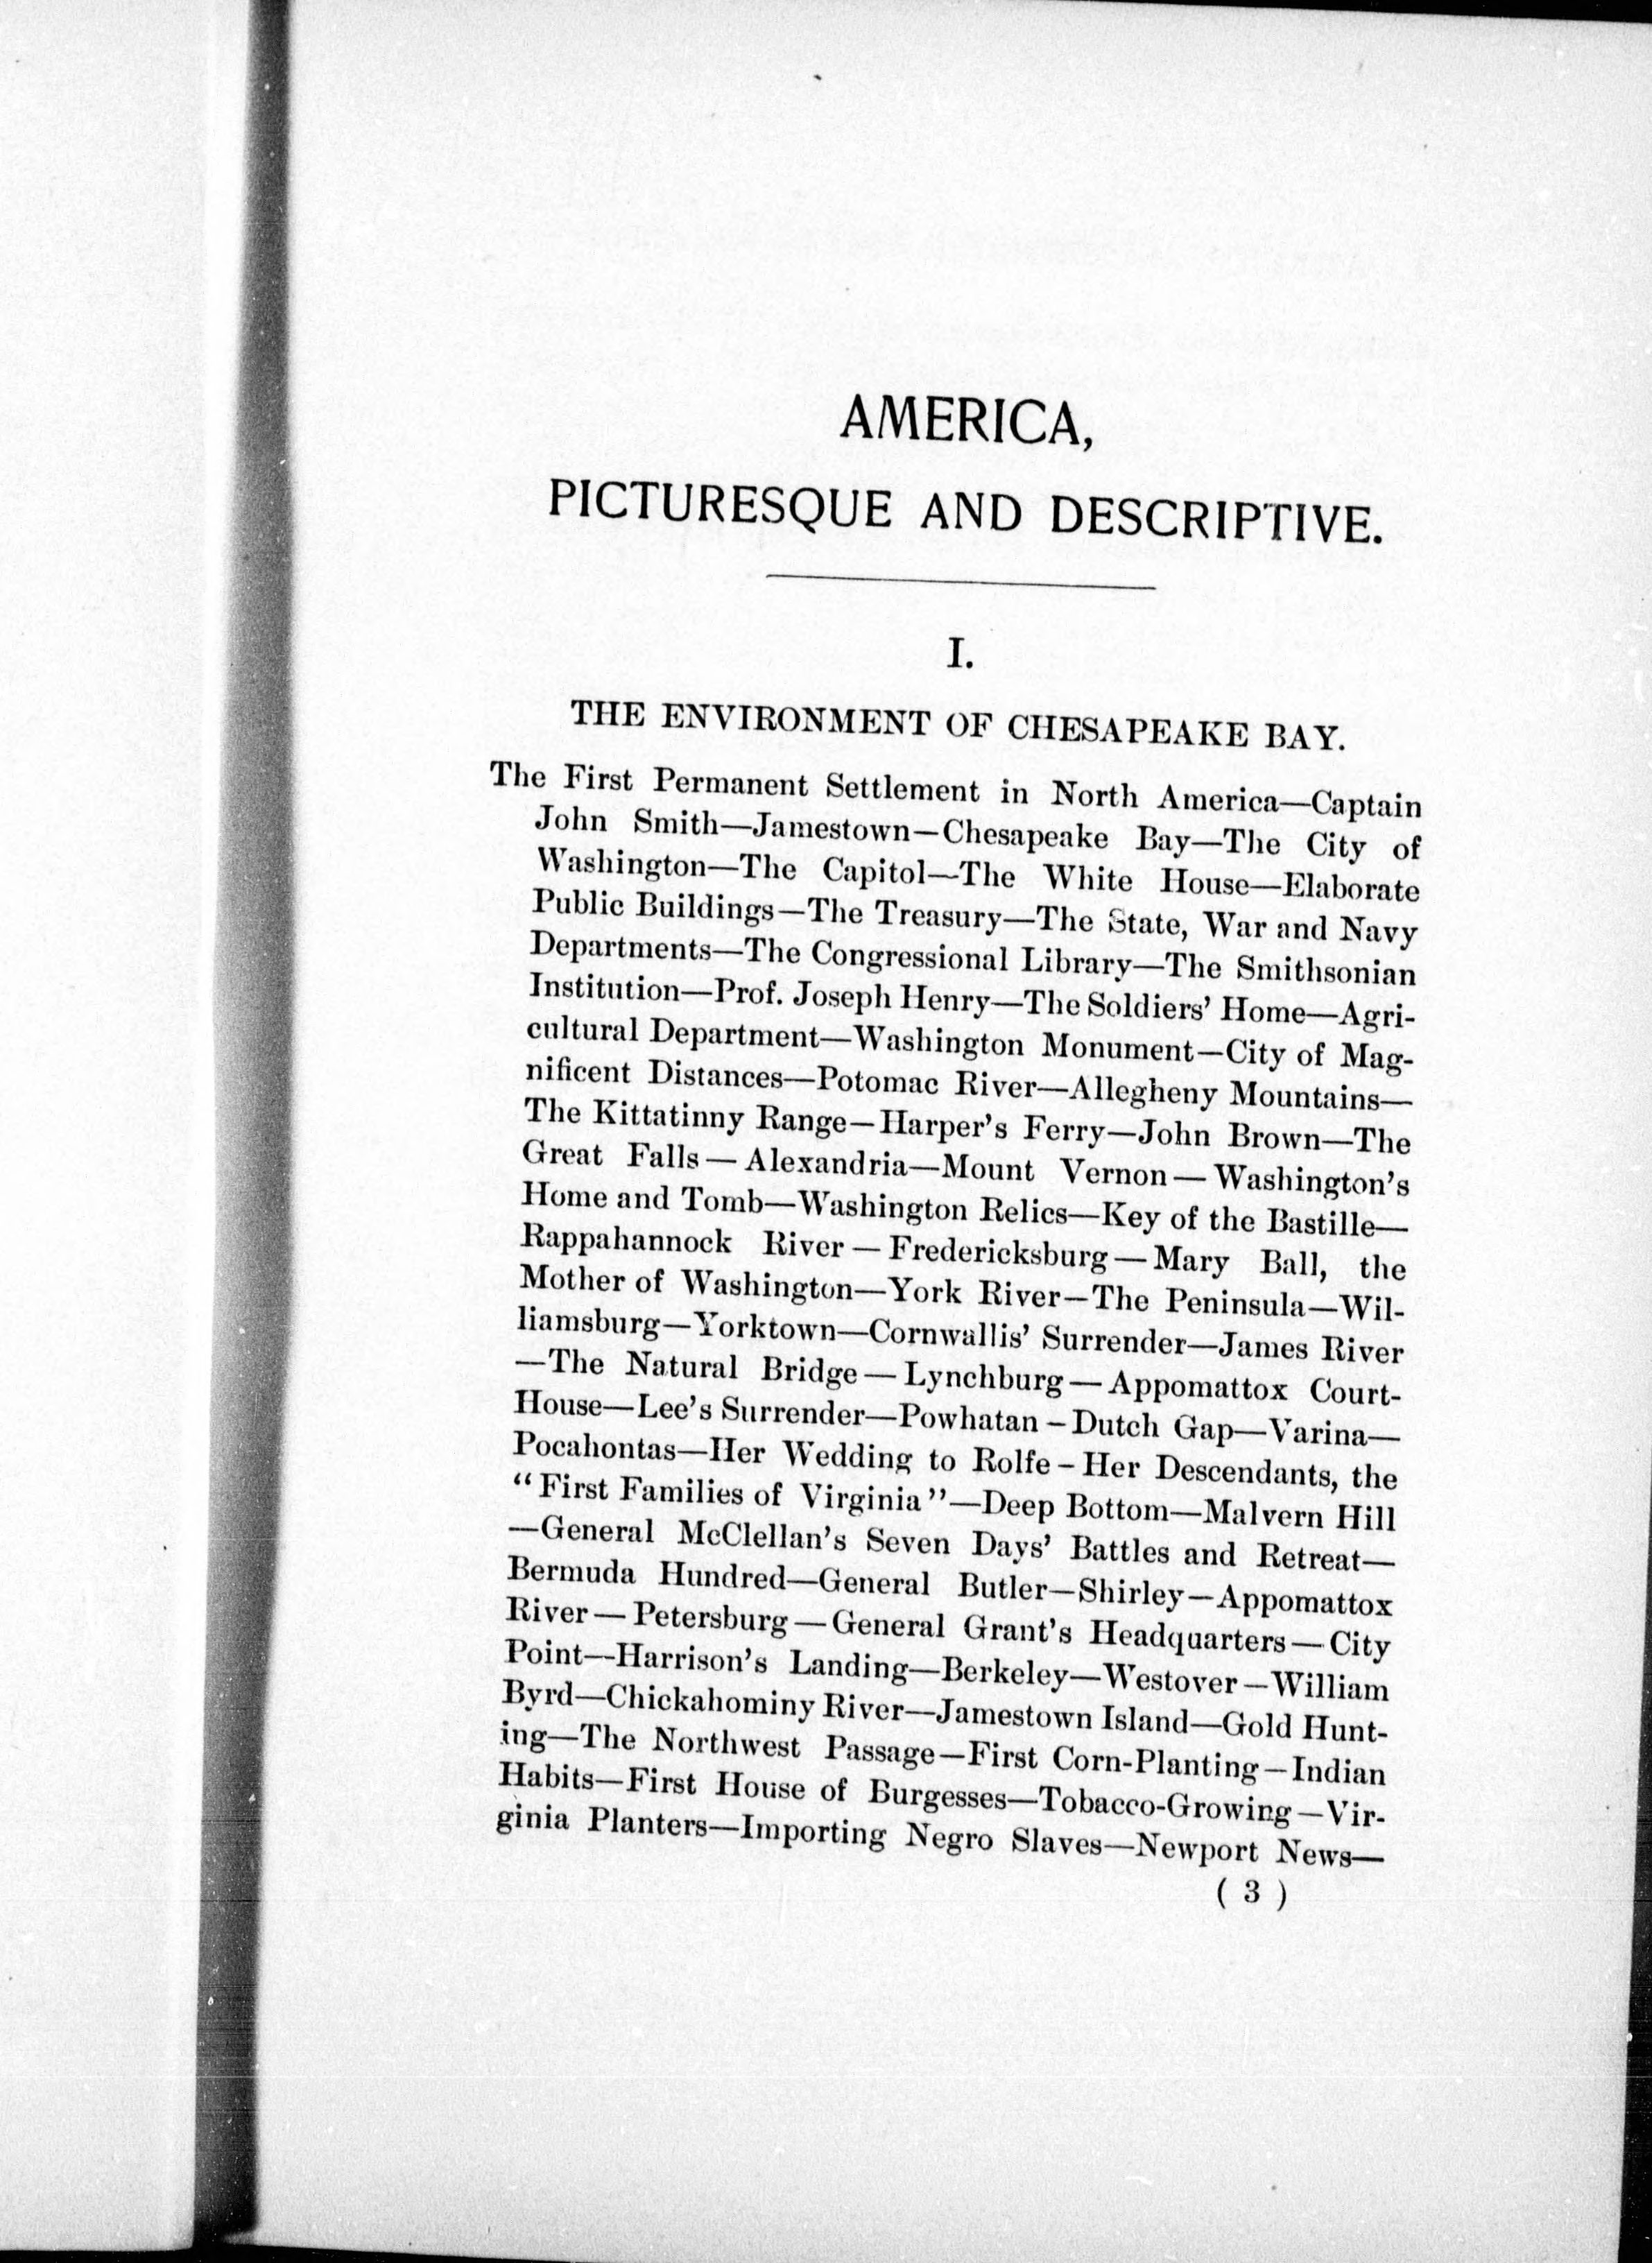 AMERICA,
PICTURESQUE AND DESCRIPTIVE.
I.
THE ENVIRONMENT OF CHESAPEAKE BAY.
The First Permanent Settlement in North America—Captain
John Smith—Jamestown—Chesapeake Bay—The City of
Washington—The Capitol—The White House—Elaborate
Public Buildings—The Treasury—The State, War and Navy
Departments—The Congressional Library—The Smithsonian
Institution—Prof. Joseph Henry—The Soldiers' Home—Agri-
cultural Department—Washington Monument—City of Mag-
nificent Distances—Potomac River—Allegheny Mountains—
The Kittatinny Range—Harper's Ferry—John Brown—The
Great Falls—Alexandria—Mount Vernon—Washington's
Home and Tomb—Washington Relics—Key of the Bastille—
Rappahannock River—Fredericksburg—Mary Ball, the
Mother of Washington—York River—The Peninsula—Wil-
liamsburg—Yorktown—Cornwallis' Surrender—James River
—The Natural Bridge—Lynchburg—Appomattox Court-
House—Lee's Surrender—Powhatan—Dutch Gap—Varina—
Pocahontas—Her Wedding to Rolfe—Her Descendants, the
"First Families of Virginia"—Deep Bottom—Malvern Hill
—General McClellan's Seven Days' Battles and Retreat—
Bermuda Hundred—General Butler—Shirley—Appomattox
River—Petersburg—General Grant's Headquarters—City
Point—Harrison's Landing—Berkeley—Westover—William
Byrd—Chickahominy River—Jamestown Island—Gold Hunt-
ing—The Northwest Passage—First Corn-Planting—Indian
Habits—First House of Burgesses—Tobacco-Growing—Vir-
ginia Planters—Importing Negro Slaves—Newport News—
( 3 )